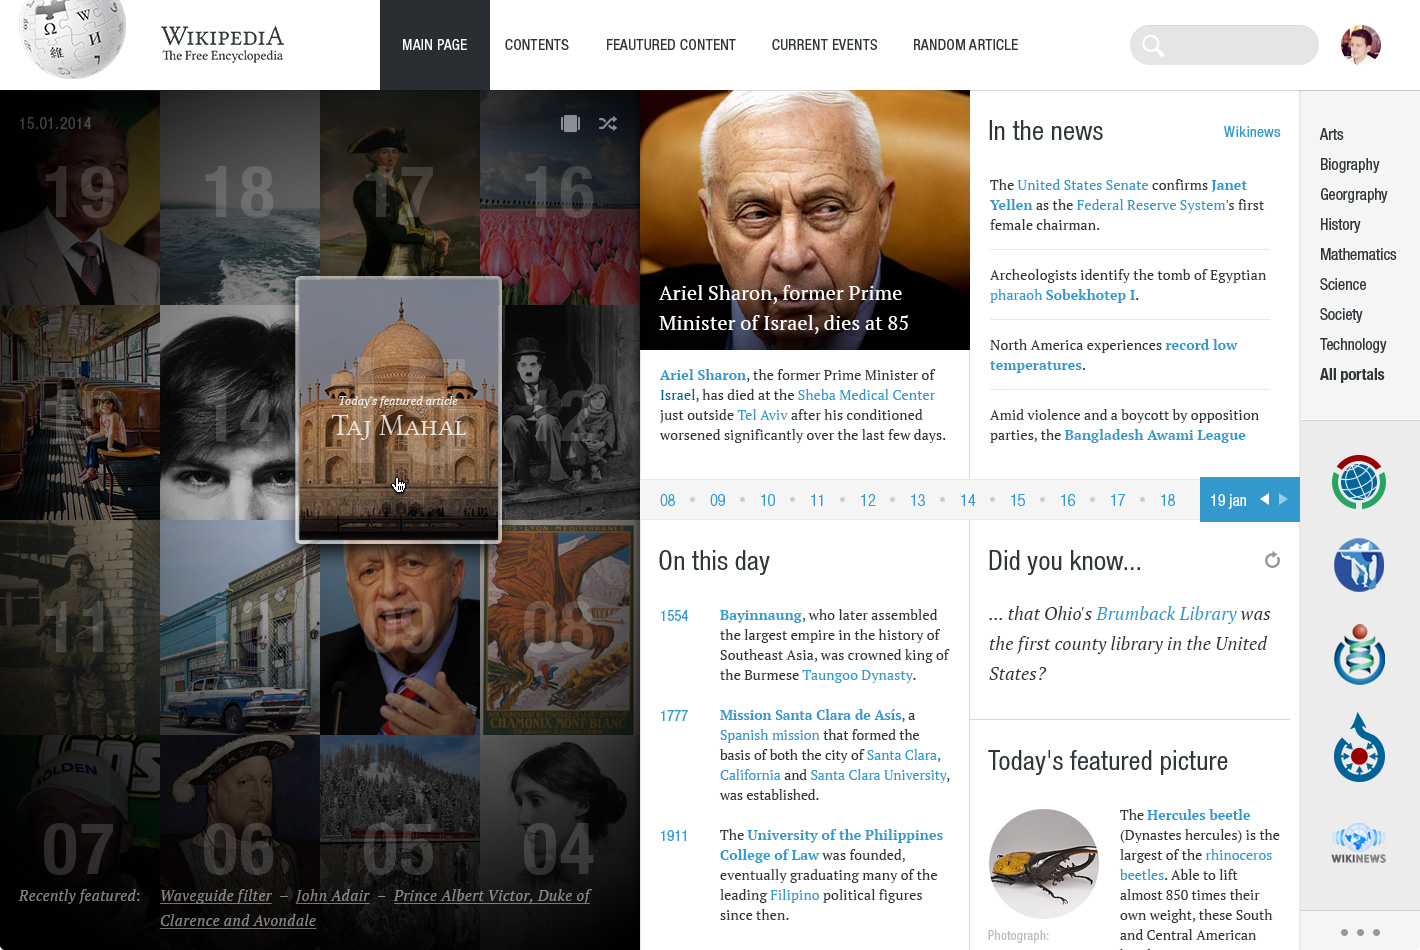 WIKIPEDIA
The Free Encyclopedia
MAIN PAGE
CONTENTS
FEAUTURED CONTENT
CURRENT EVENTS
RANDOM ARTICLE
15.01.2014
19
18
17
16
15
14
Today's featured article
TAJ MAHAL
12
11
10
09
08
SÖLDEN
CHAMONIX MONT-BLANC
07
06
05
04
Recently featured: Waveguide filter – John Adair – Prince Albert Victor, Duke of
Clarence and Avondale
Ariel Sharon, former Prime
Minister of Israel, dies at 85
Ariel Sharon, the former Prime Minister of
Israel, has died at the Sheba Medical Center
just outside Tel Aviv after his conditioned
worsened significantly over the last few days.
In the news
Wikinews
The United States Senate confirms Janet
Yellen as the Federal Reserve System's first
female chairman.
Archeologists identify the tomb of Egyptian
pharaoh Sobekhotep I.
North America experiences record low
temperatures.
Amid violence and a boycott by opposition
parties, the Bangladesh Awami League
08 • 09 • 10 • 11 • 12 • 13 • 14 • 15 • 16 • 17 • 18
19 jan
On this day
1554
Bayinnaung, who later assembled
the largest empire in the history of
Southeast Asia, was crowned king of
the Burmese Taungoo Dynasty.
1777
Mission Santa Clara de Asís, a
Spanish mission that formed the
basis of both the city of Santa Clara,
California and Santa Clara University,
was established.
1911
The University of the Philippines
College of Law was founded,
eventually graduating many of the
leading Filipino political figures
since then.
Did you know...
... that Ohio's Brumback Library was
the first county library in the United
States?
Today's featured picture
The Hercules beetle
(Dynastes hercules) is the
largest of the rhinoceros
beetles. Able to lift
almost 850 times their
own weight, these South
and Central American
Photograph:
Arts
Biography
Georgraphy
History
Mathematics
Science
Society
Technology
All portals
WIKINEWS